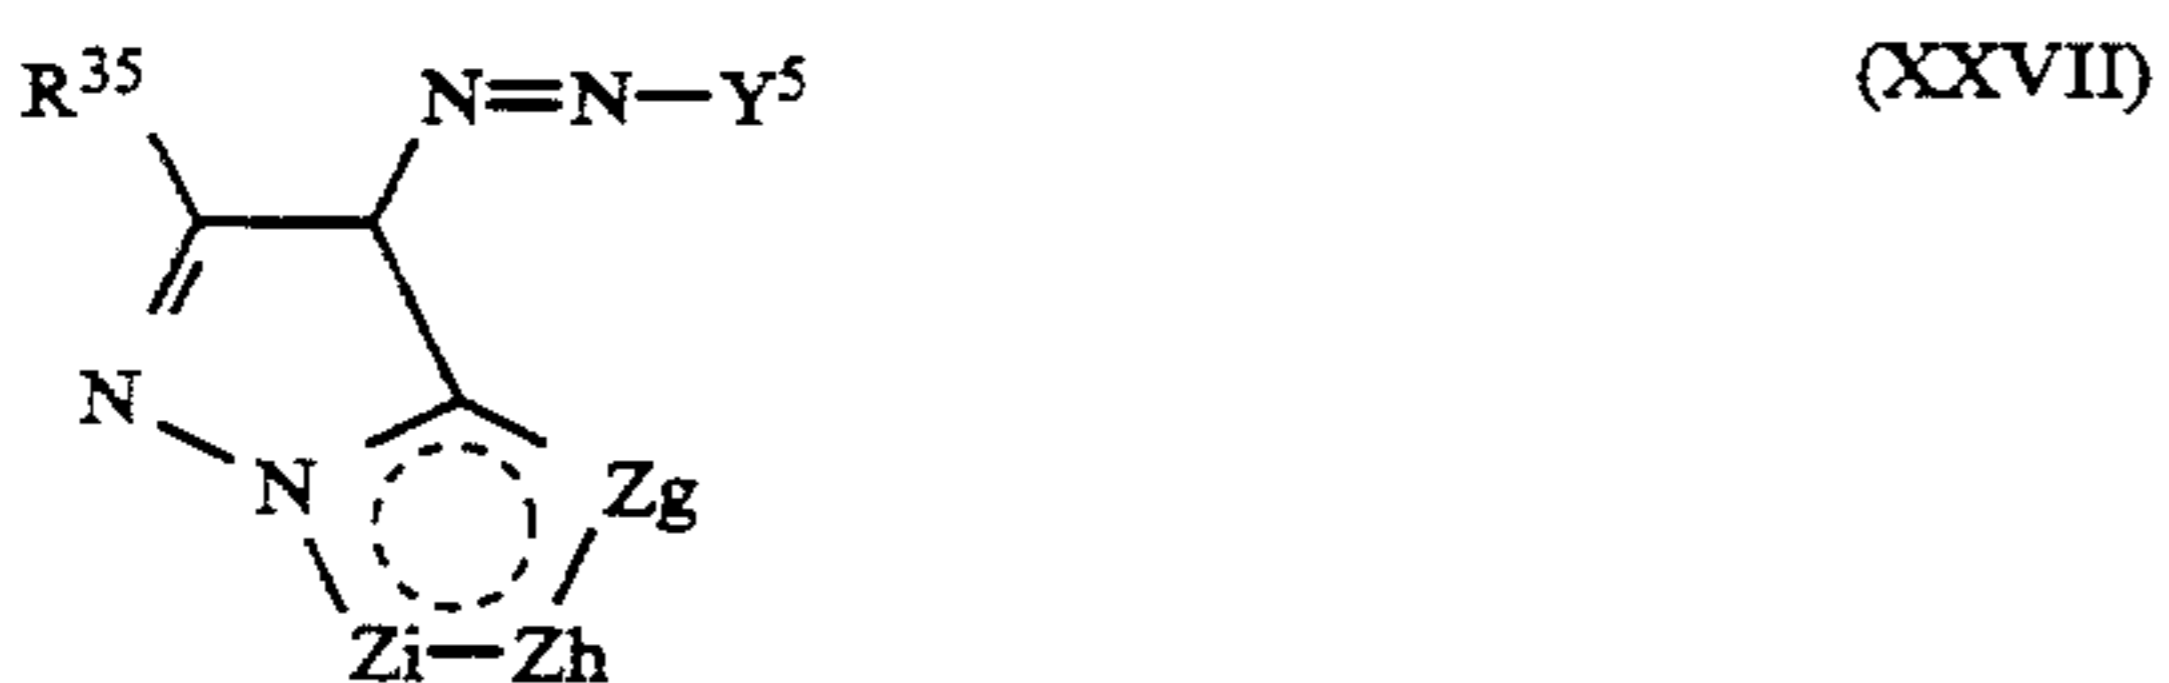 R³⁵ N=N—Y⁵ (XXVII)
N
N Zg
Zi—Zh